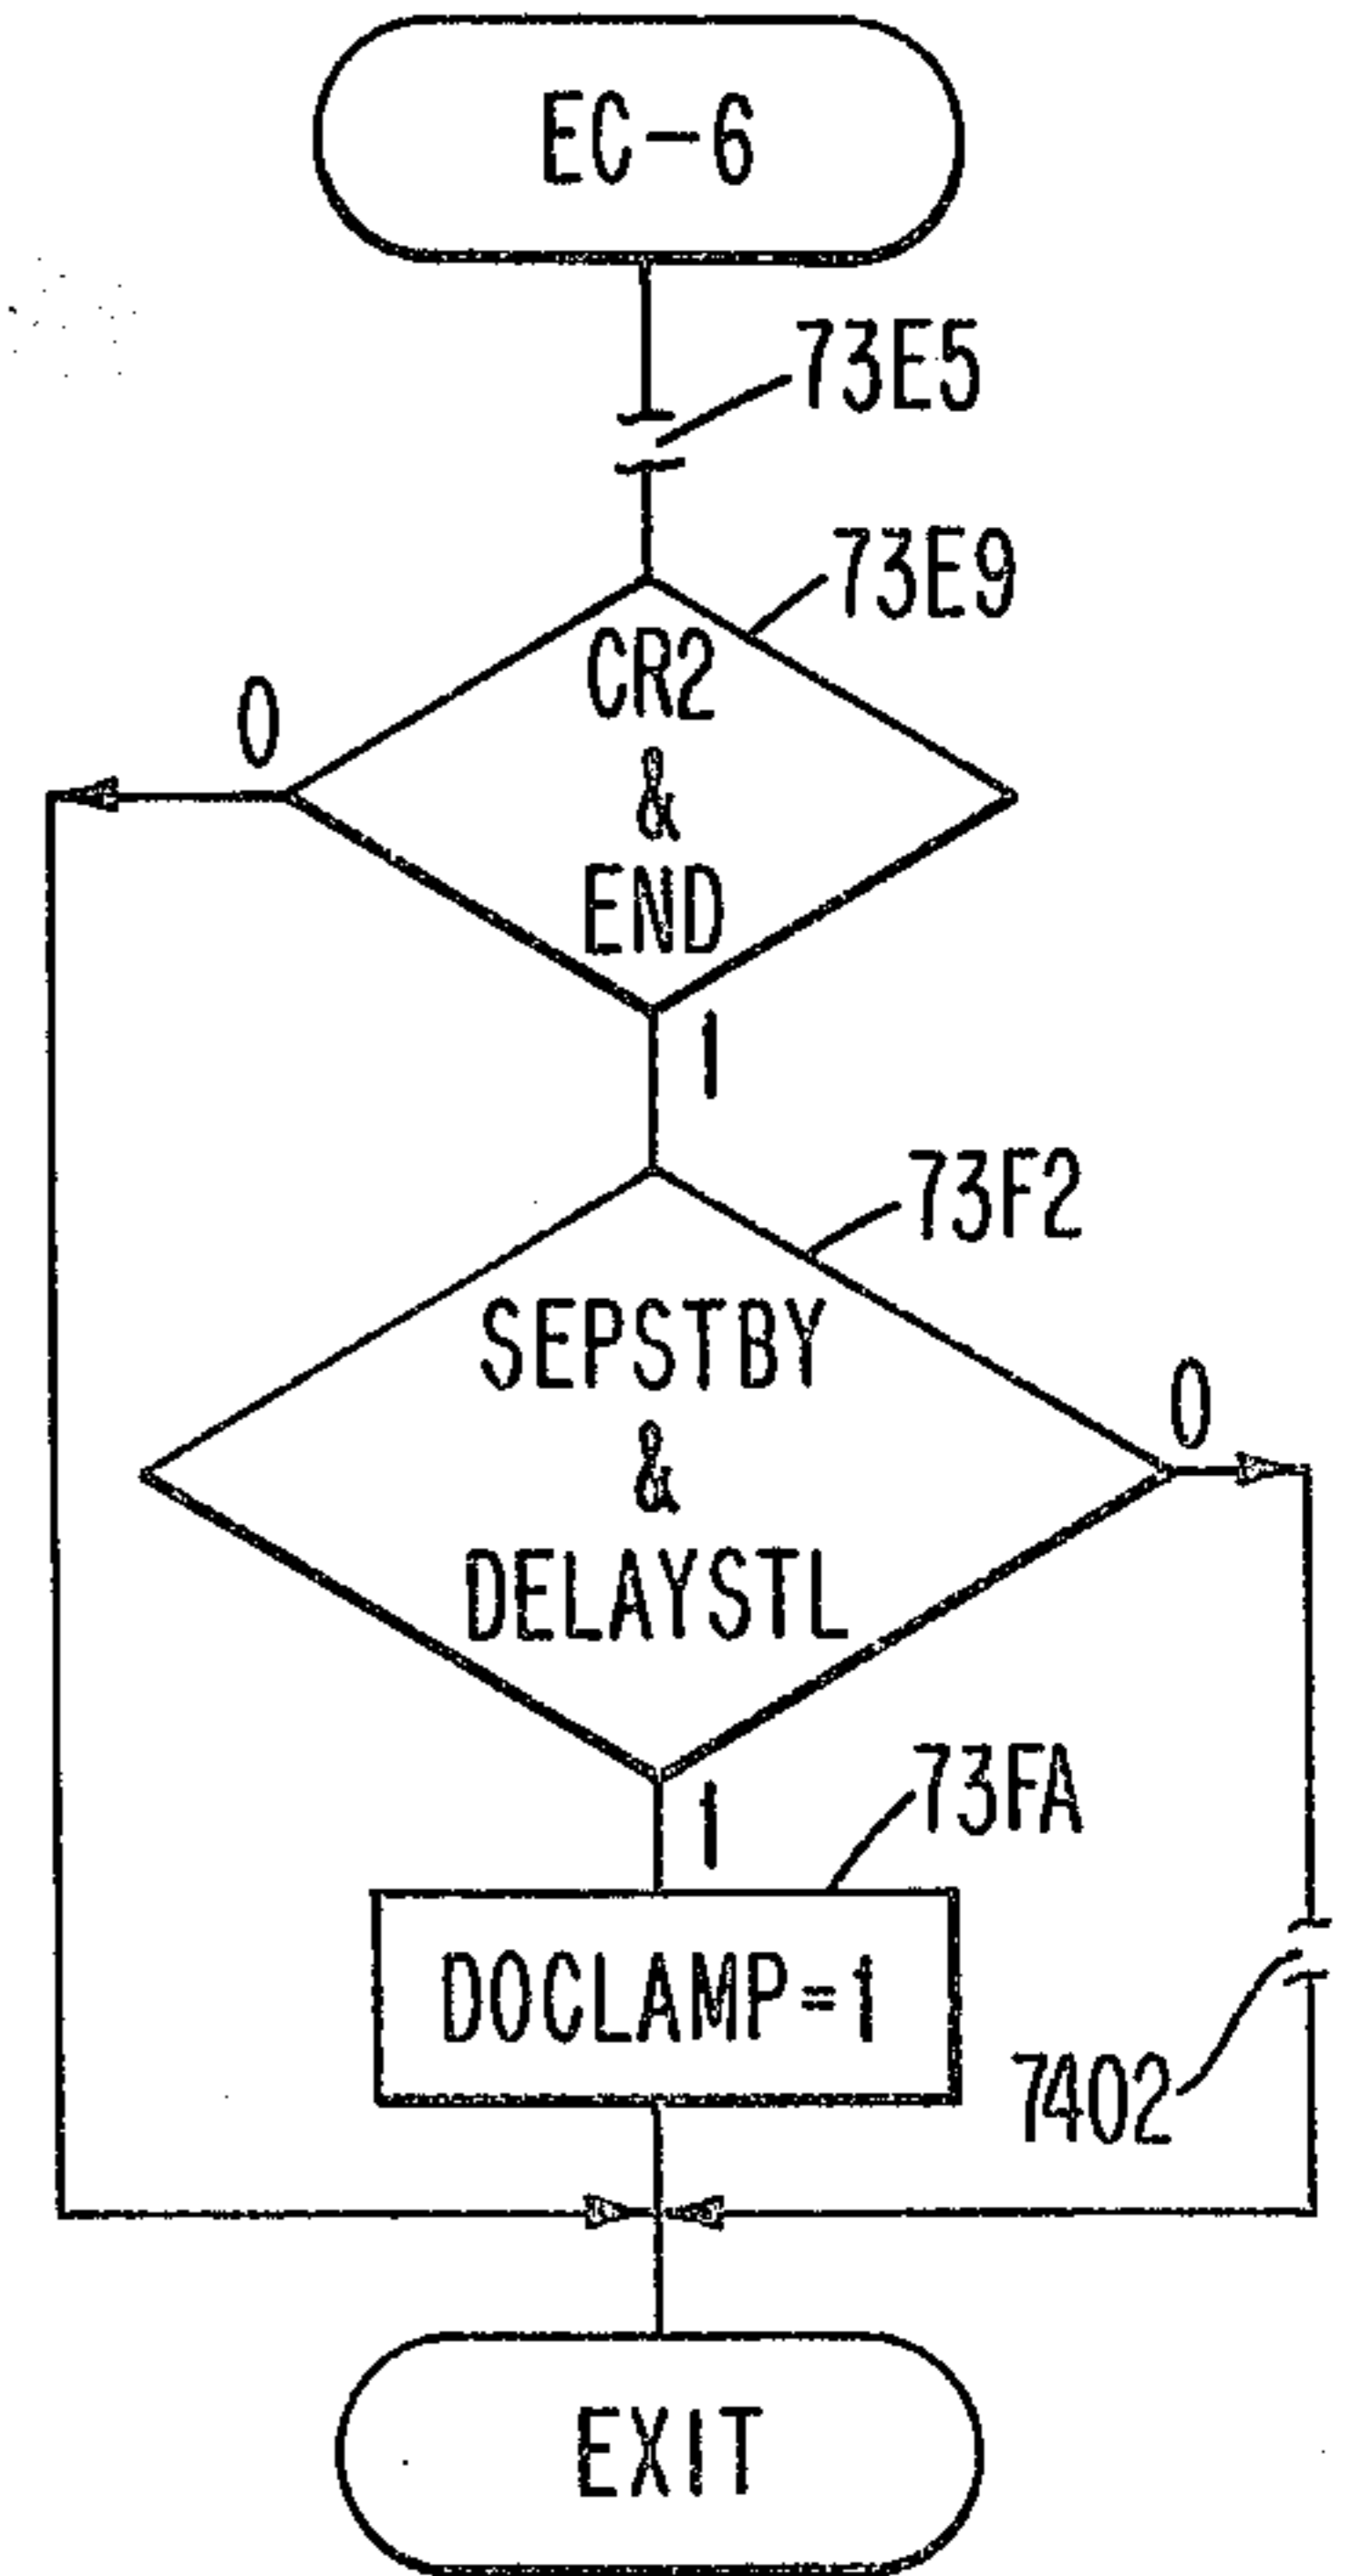 EC-6
73E5
73E9
CR2
&
END
0
1
73F2
SEPSTBY
&
DELAYSTL
0
1
73FA
DOCLAMP=1
7402
EXIT